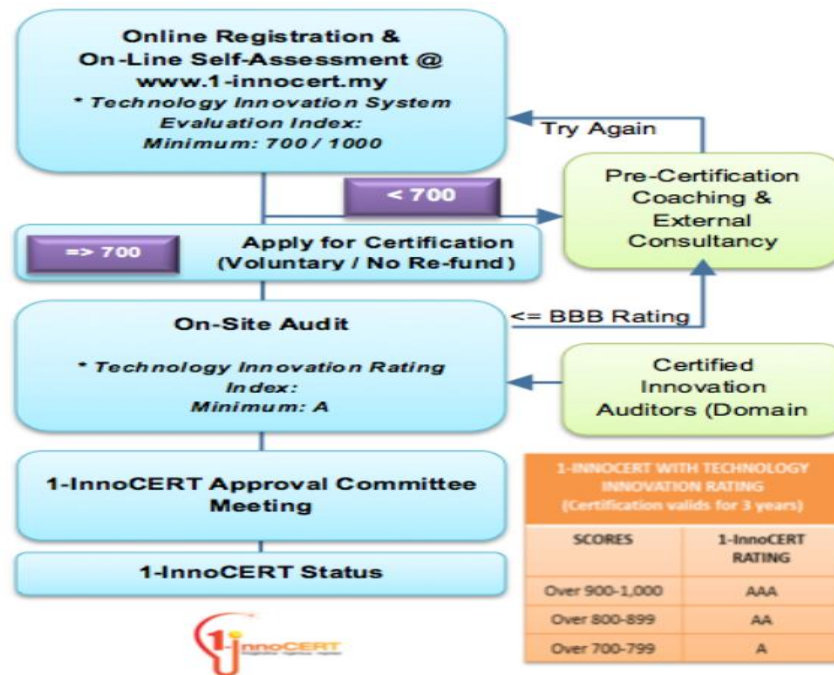 Online Registration &
On-Line Self-Assessment @
www.1-innocert.my
* Technology Innovation System
Evaluation Index:
Minimum: 700 / 1000
Try Again
< 700
Pre-Certification
Coaching &
External
Consultancy
=> 700
Apply for Certification
(Voluntary / No Re-fund)
On-Site Audit
* Technology Innovation Rating
Index:
Minimum: A
<= BBB Rating
Certified
Innovation
Auditors (Domain
1-InnoCERT Approval Committee
Meeting
1-InnoCERT Status
1-INNOCERT WITH TECHNOLOGY
INNOVATION RATING
(Certification valids for 3 years)
SCORES 1-InnoCERT
RATING
Over 900-1,000 AAA
Over 800-899 AA
Over 700-799 A
1-InnoCERT